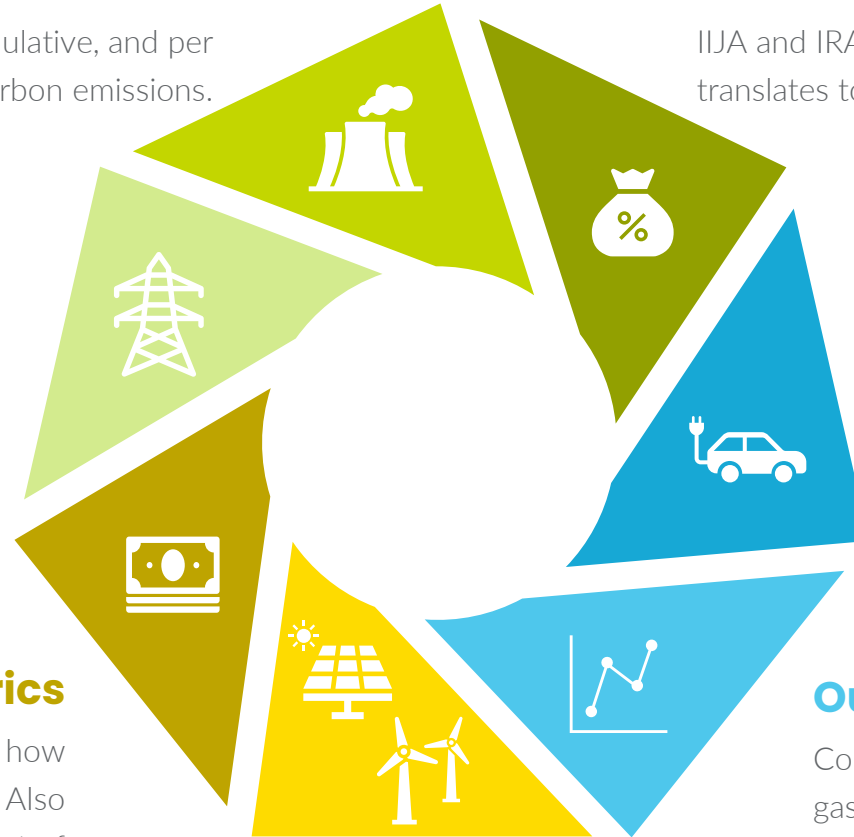 ulative, and per
rbon emissions.
IIJA and IRA
translates to
%
rics
how
Also
Ou
Co
gas